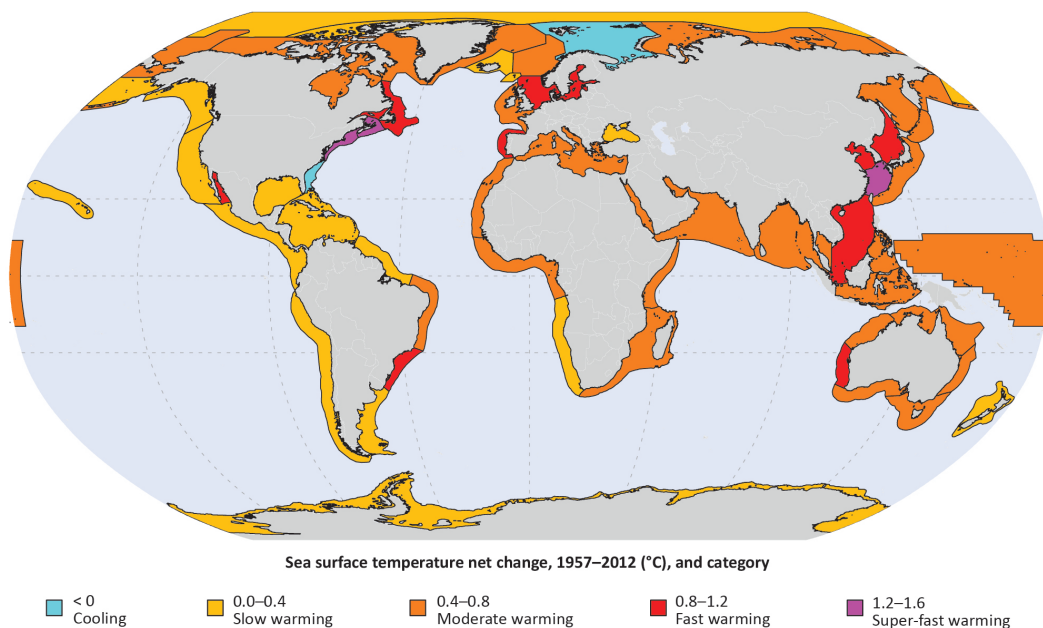 Sea surface temperature net change, 1957–2012 (°C), and category
< 0
Cooling
0.0–0.4
Slow warming
0.4–0.8
Moderate warming
0.8–1.2
Fast warming
1.2–1.6
Super-fast warming